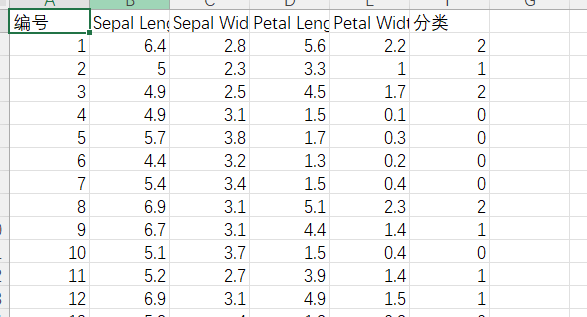 A B C D E F G
编号 Sepal Leng Sepal Wid Petal Leng Petal Widt 分类
1 6.4 2.8 5.6 2.2 2
2 5 2.3 3.3 1 1
3 4.9 2.5 4.5 1.7 2
4 4.9 3.1 1.5 0.1 0
5 5.7 3.8 1.7 0.3 0
6 4.4 3.2 1.3 0.2 0
7 5.4 3.4 1.5 0.4 0
8 6.9 3.1 5.1 2.3 2
9 6.7 3.1 4.4 1.4 1
10 5.1 3.7 1.5 0.4 0
11 5.2 2.7 3.9 1.4 1
12 6.9 3.1 4.9 1.5 1